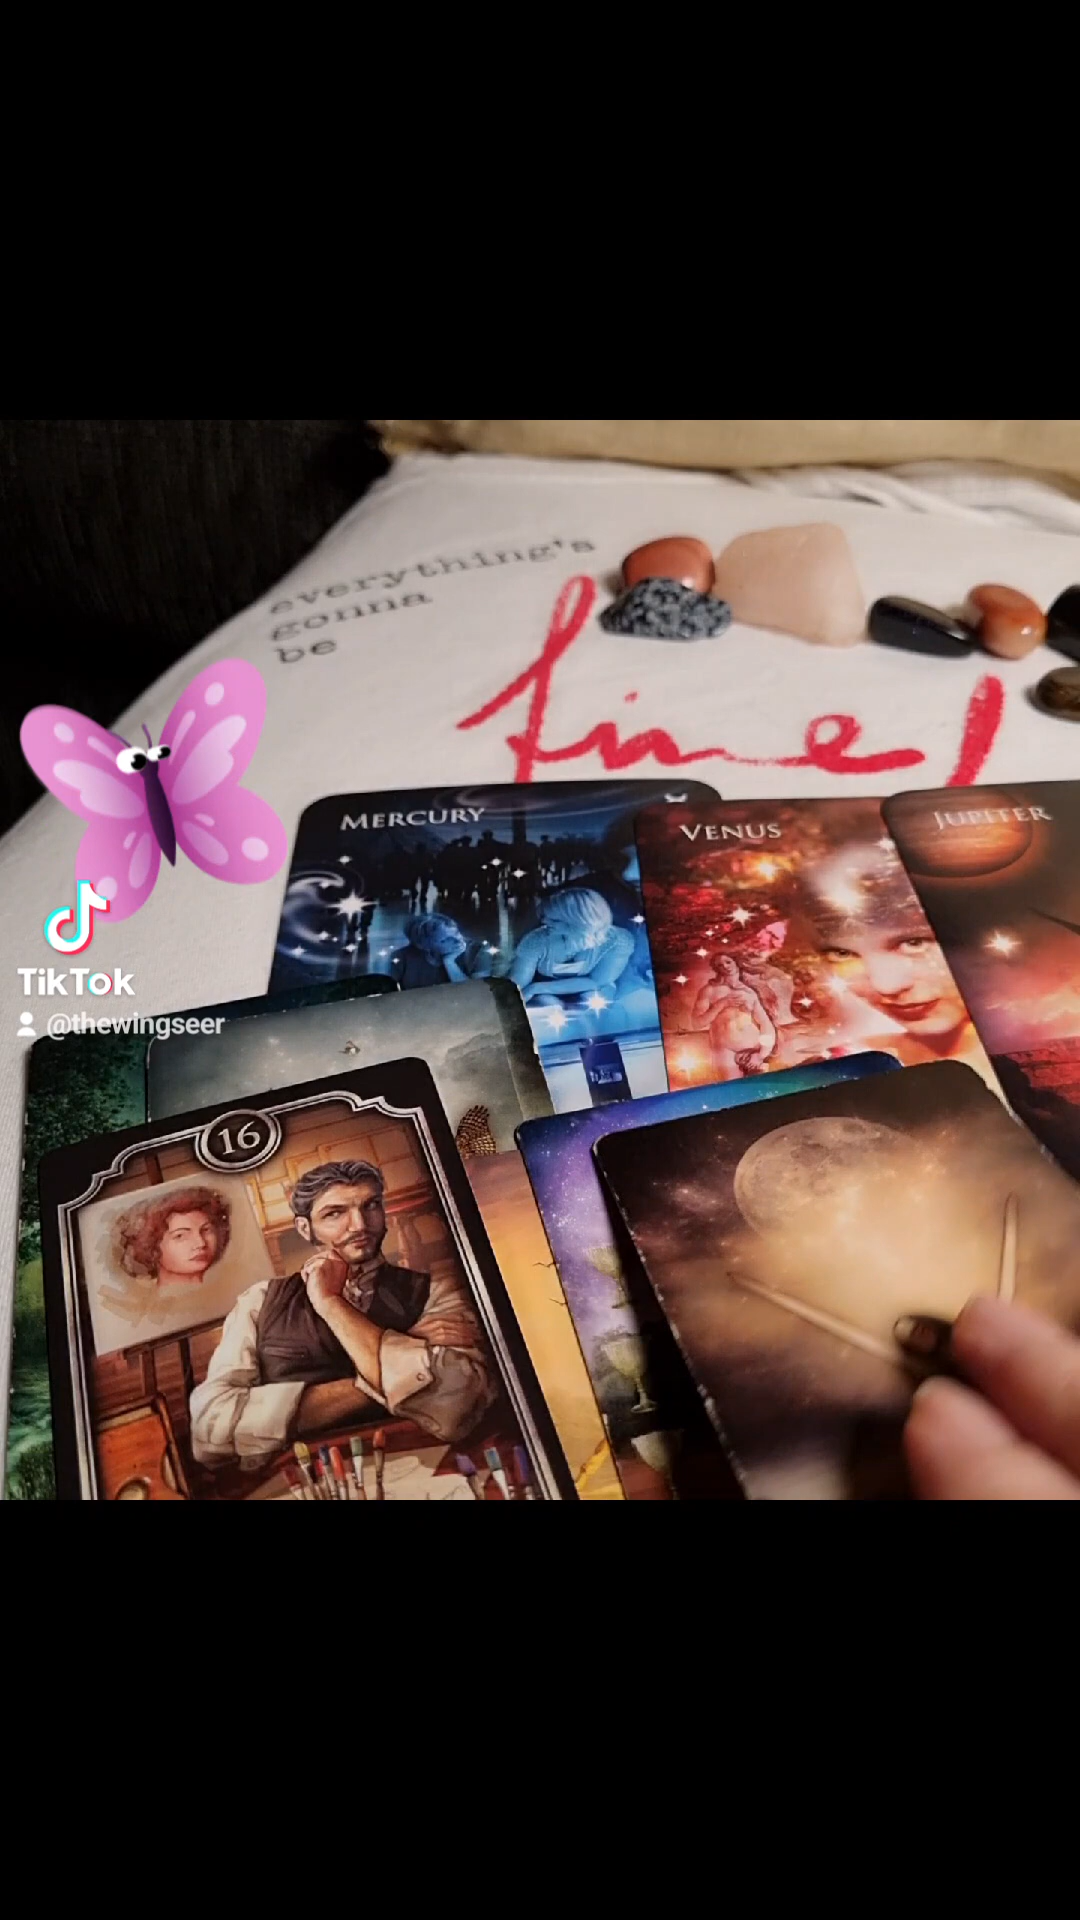 everything's
gonna
be
fine!
MERCURY
VENUS
JUPITER
TikTok
@thewingseer
16